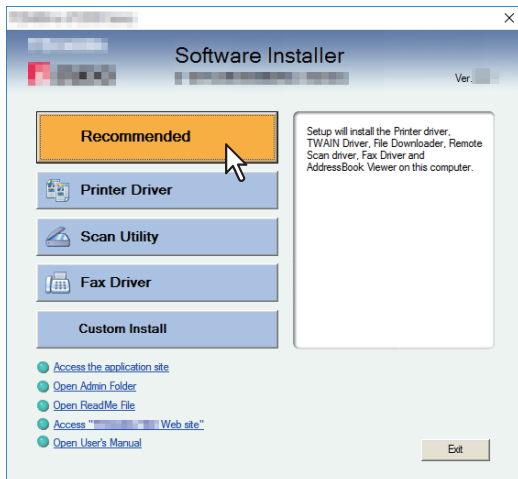 Software Installer
Ver.
Recommended
Setup will install the Printer driver,
TWAIN Driver, File Downloader, Remote
Scan driver, Fax Driver and
AddressBook Viewer on this computer.
Printer Driver
Scan Utility
Fax Driver
Custom Install
Access the application site
Open Admin Folder
Open ReadMe File
Access " Web site"
Open User's Manual
Exit